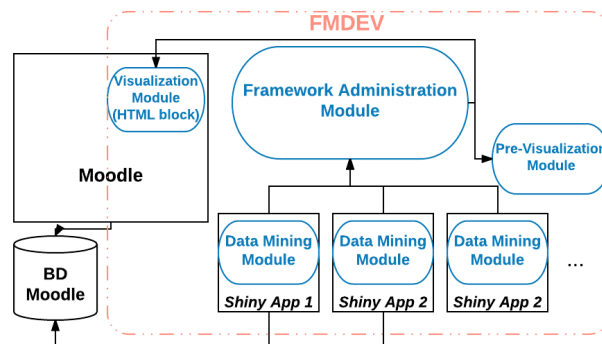 FMDEV
Visualization
Module
(HTML block)
Framework Administration
Module
Pre-Visualization
Module
Moodle
BD
Moodle
Data Mining
Module
Shiny App 1
Data Mining
Module
Shiny App 2
Data Mining
Module
Shiny App 2
...